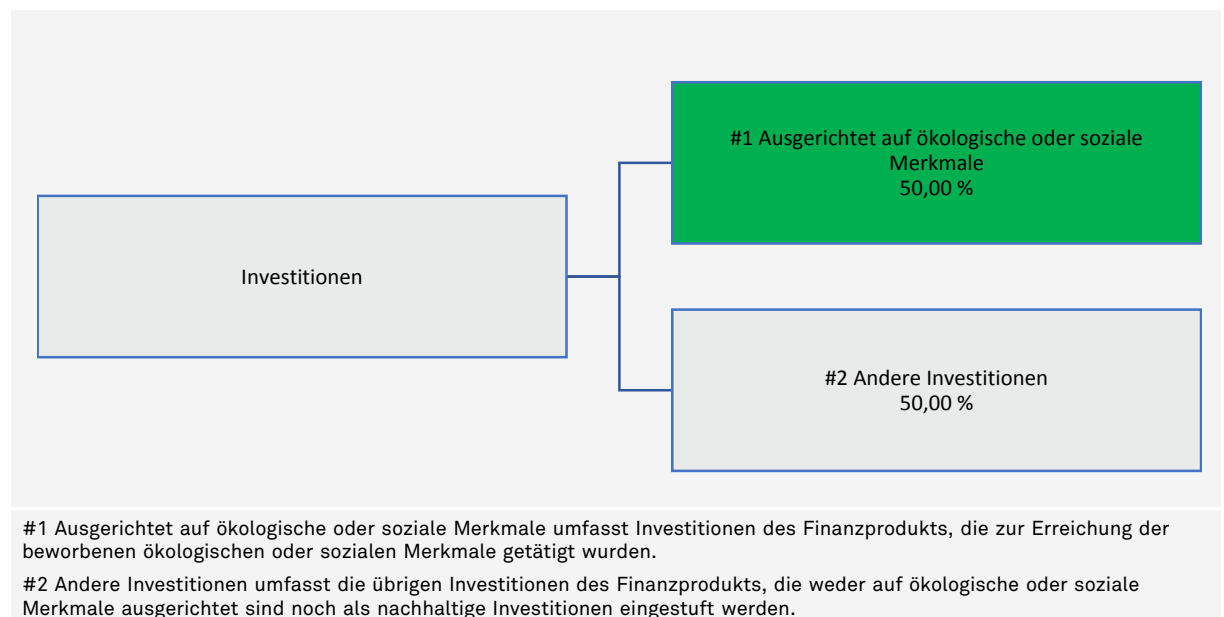 #1 Ausgerichtet auf ökologische oder soziale
Merkmale
50,00 %
Investitionen
#2 Andere Investitionen
50,00 %
#1 Ausgerichtet auf ökologische oder soziale Merkmale umfasst Investitionen des Finanzprodukts, die zur Erreichung der
beworbenen ökologischen oder sozialen Merkmale getätigt wurden.
#2 Andere Investitionen umfasst die übrigen Investitionen des Finanzprodukts, die weder auf ökologische oder soziale
Merkmale ausgerichtet sind noch als nachhaltige Investitionen eingestuft werden.